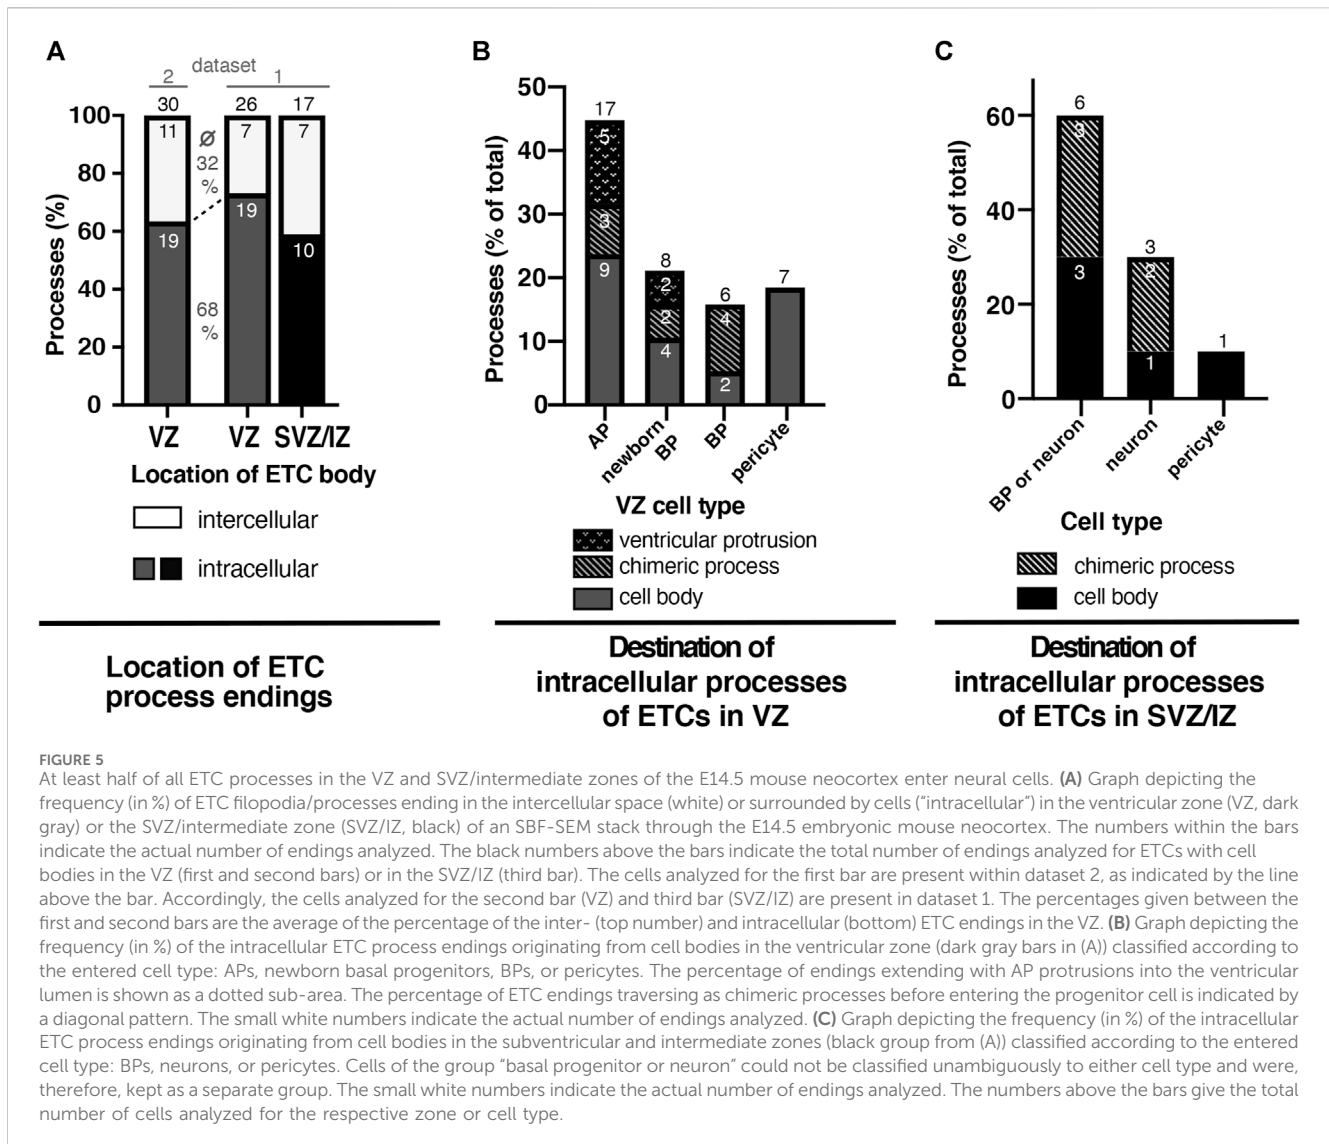 A
dataset
2 1
30 26 17
100
80
60
40
20
0
Processes (%)
11 7 7
Ø
32
%
19 19 10
68
%
VZ VZ SVZ/IZ
Location of ETC body
intercellular
intracellular
Location of ETC
process endings
B
50
40
30
20
10
0
Processes (% of total)
17
5
3
9
8
2
2
4
6
4
2
7
AP
newborn
BP
BP
pericyte
VZ cell type
ventricular protrusion
chimeric process
cell body
Destination of
intracellular processes
of ETCs in VZ
C
60
40
20
0
Processes (% of total)
6
3
3
3
2
1
1
BP or neuron
neuron
pericyte
Cell type
chimeric process
cell body
Destination of
intracellular processes
of ETCs in SVZ/IZ
FIGURE 5
At least half of all ETC processes in the VZ and SVZ/intermediate zones of the E14.5 mouse neocortex enter neural cells. (A) Graph depicting the
frequency (in %) of ETC filopodia/processes ending in the intercellular space (white) or surrounded by cells (“intracellular”) in the ventricular zone (VZ, dark
gray) or the SVZ/intermediate zone (SVZ/IZ, black) of an SBF-SEM stack through the E14.5 embryonic mouse neocortex. The numbers within the bars
indicate the actual number of endings analyzed. The black numbers above the bars indicate the total number of endings analyzed for ETCs with cell
bodies in the VZ (first and second bars) or in the SVZ/IZ (third bar). The cells analyzed for the first bar are present within dataset 2, as indicated by the line
above the bar. Accordingly, the cells analyzed for the second bar (VZ) and third bar (SVZ/IZ) are present in dataset 1. The percentages given between the
first and second bars are the average of the percentage of the inter- (top number) and intracellular (bottom) ETC endings in the VZ. (B) Graph depicting the
frequency (in %) of the intracellular ETC process endings originating from cell bodies in the ventricular zone (dark gray bars in (A)) classified according to
the entered cell type: APs, newborn basal progenitors, BPs, or pericytes. The percentage of endings extending with AP protrusions into the ventricular
lumen is shown as a dotted sub-area. The percentage of ETC endings traversing as chimeric processes before entering the progenitor cell is indicated by
a diagonal pattern. The small white numbers indicate the actual number of endings analyzed. (C) Graph depicting the frequency (in %) of the intracellular
ETC process endings originating from cell bodies in the subventricular and intermediate zones (black group from (A)) classified according to the entered
cell type: BPs, neurons, or pericytes. Cells of the group “basal progenitor or neuron” could not be classified unambiguously to either cell type and were,
therefore, kept as a separate group. The small white numbers indicate the actual number of endings analyzed. The numbers above the bars give the total
number of cells analyzed for the respective zone or cell type.